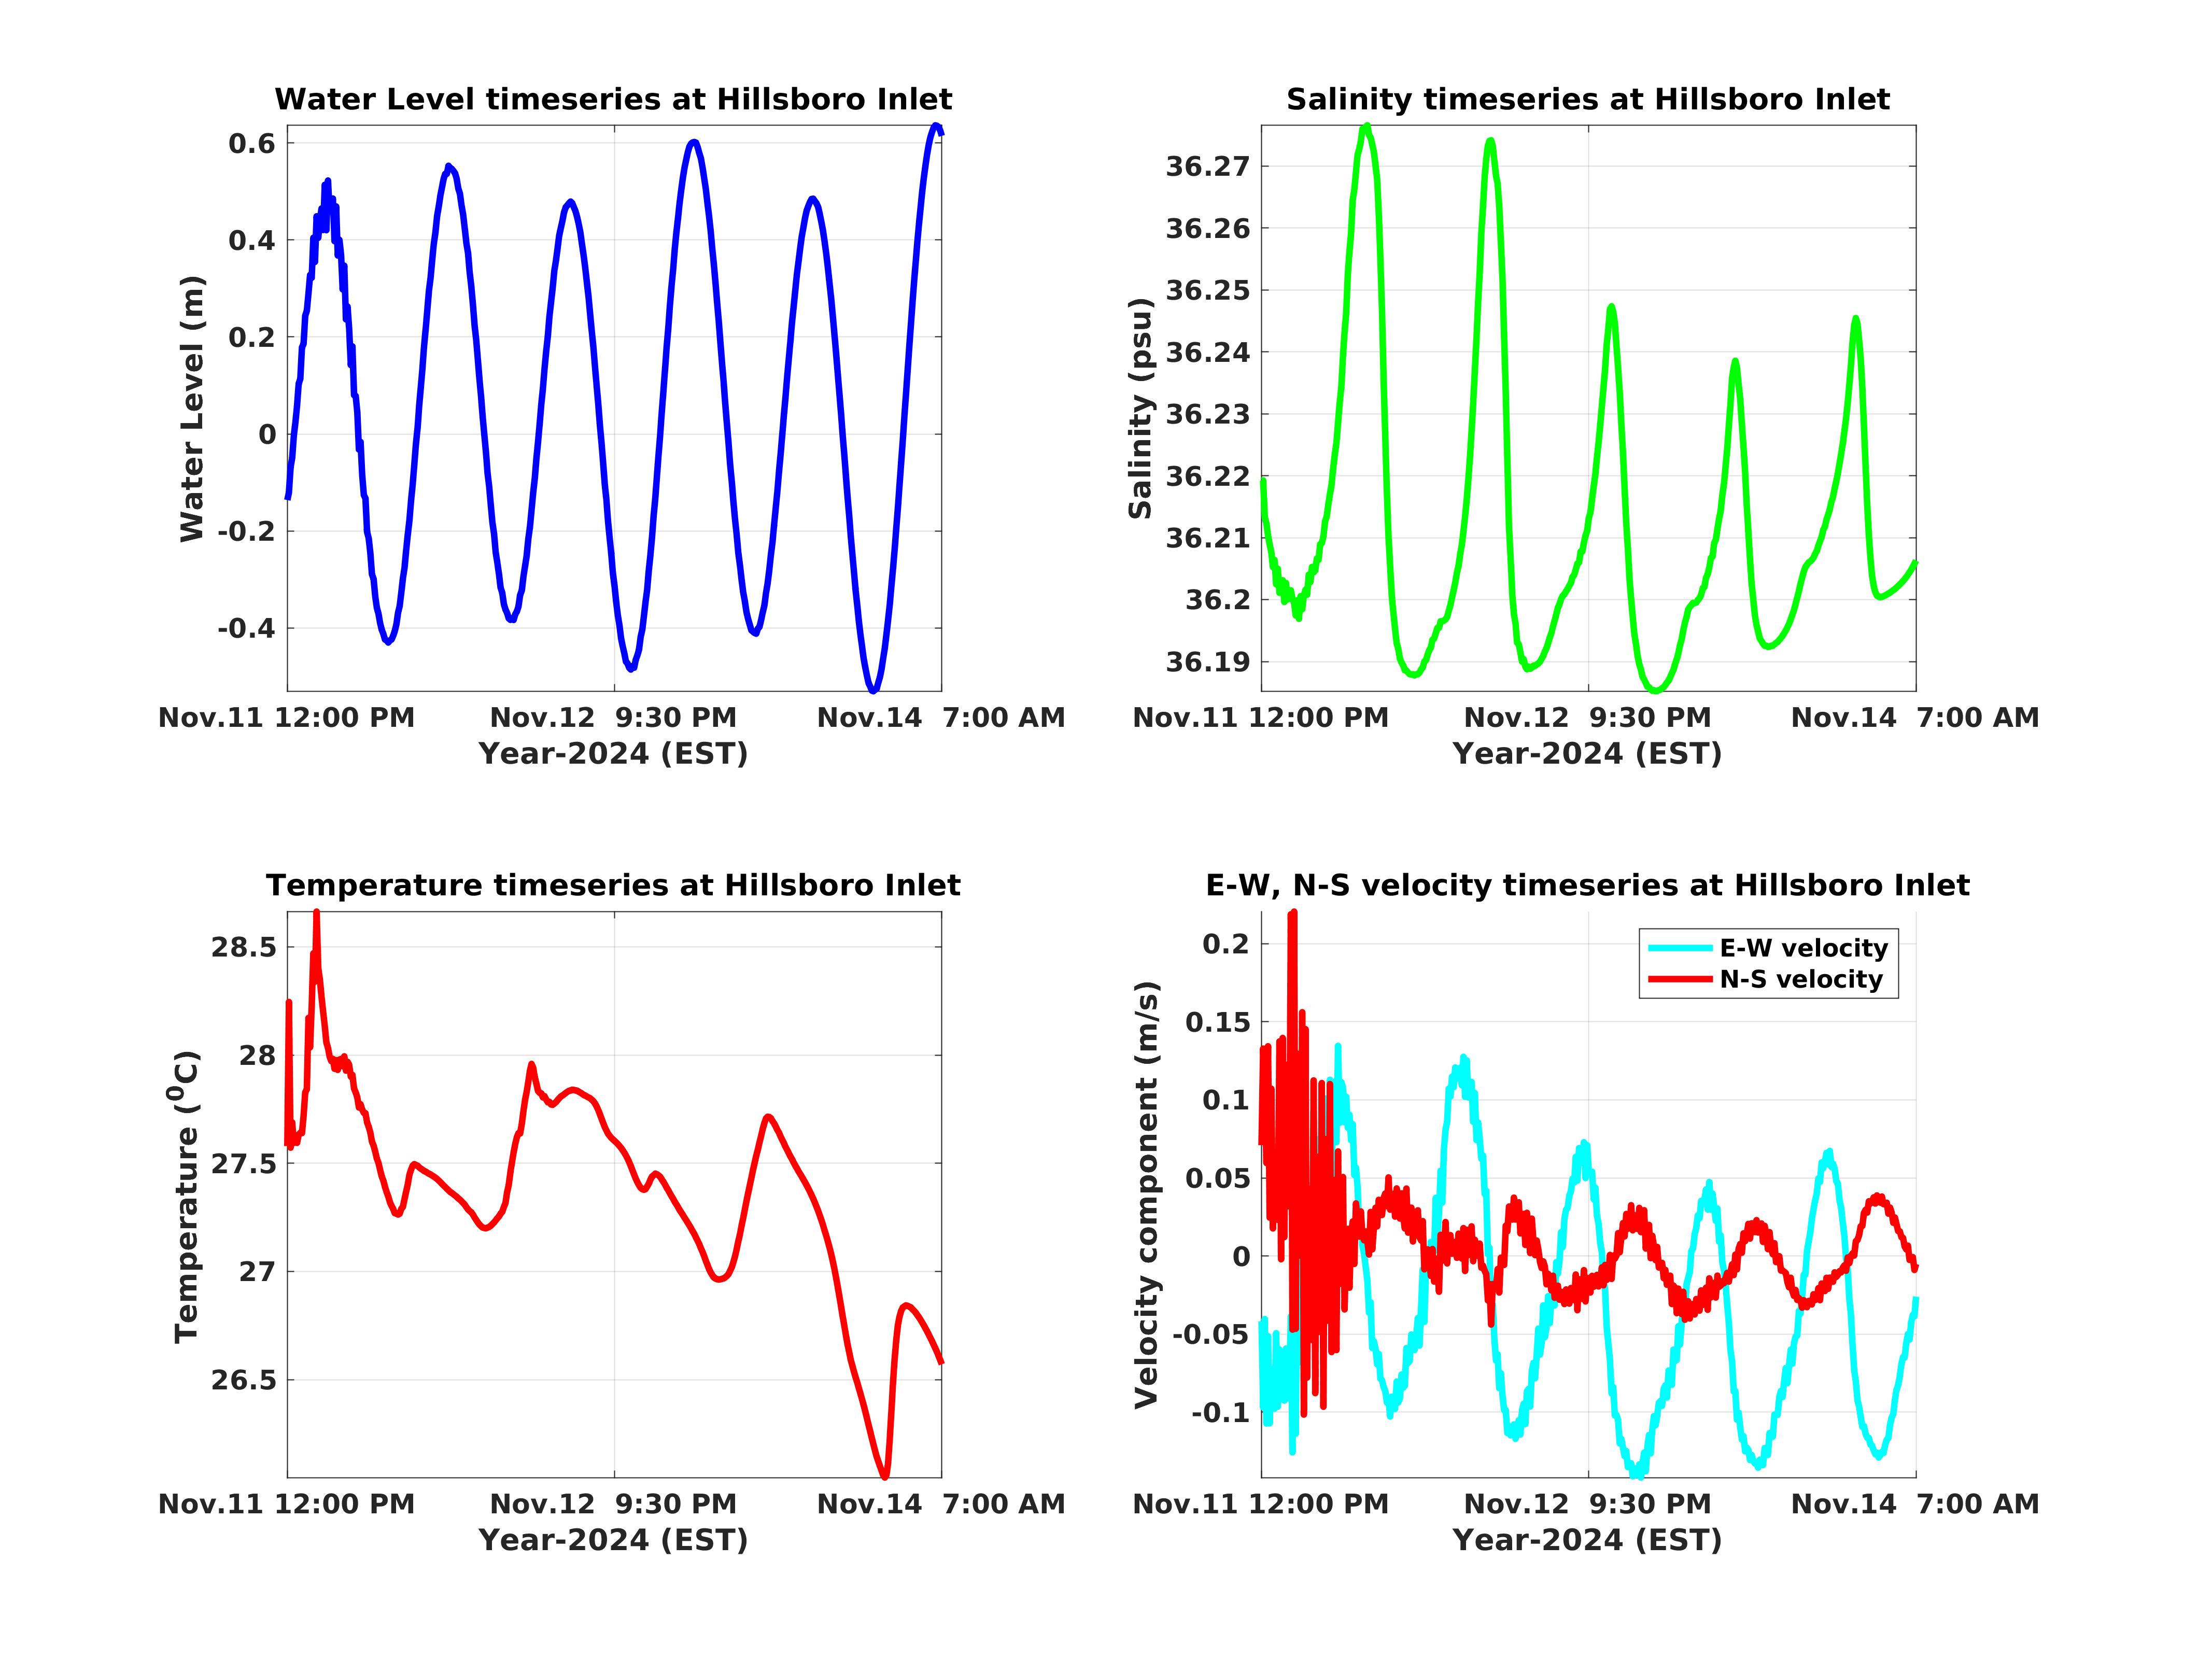 Water Level timeseries at Hillsboro Inlet
0.6
0.4
0.2
0
-0.2
-0.4
Water Level (m)
Nov.11 12:00 PM Nov.12 9:30 PM Nov.14 7:00 AM
Year-2024 (EST)
Salinity timeseries at Hillsboro Inlet
36.27
36.26
36.25
36.24
36.23
36.22
36.21
36.2
36.19
Salinity (psu)
Nov.11 12:00 PM Nov.12 9:30 PM Nov.14 7:00 AM
Year-2024 (EST)
Temperature timeseries at Hillsboro Inlet
28.5
28
27.5
27
26.5
Temperature (⁰C)
Nov.11 12:00 PM Nov.12 9:30 PM Nov.14 7:00 AM
Year-2024 (EST)
E-W, N-S velocity timeseries at Hillsboro Inlet
E-W velocity
N-S velocity
0.2
0.15
0.1
0.05
0
-0.05
-0.1
Velocity component (m/s)
Nov.11 12:00 PM Nov.12 9:30 PM Nov.14 7:00 AM
Year-2024 (EST)